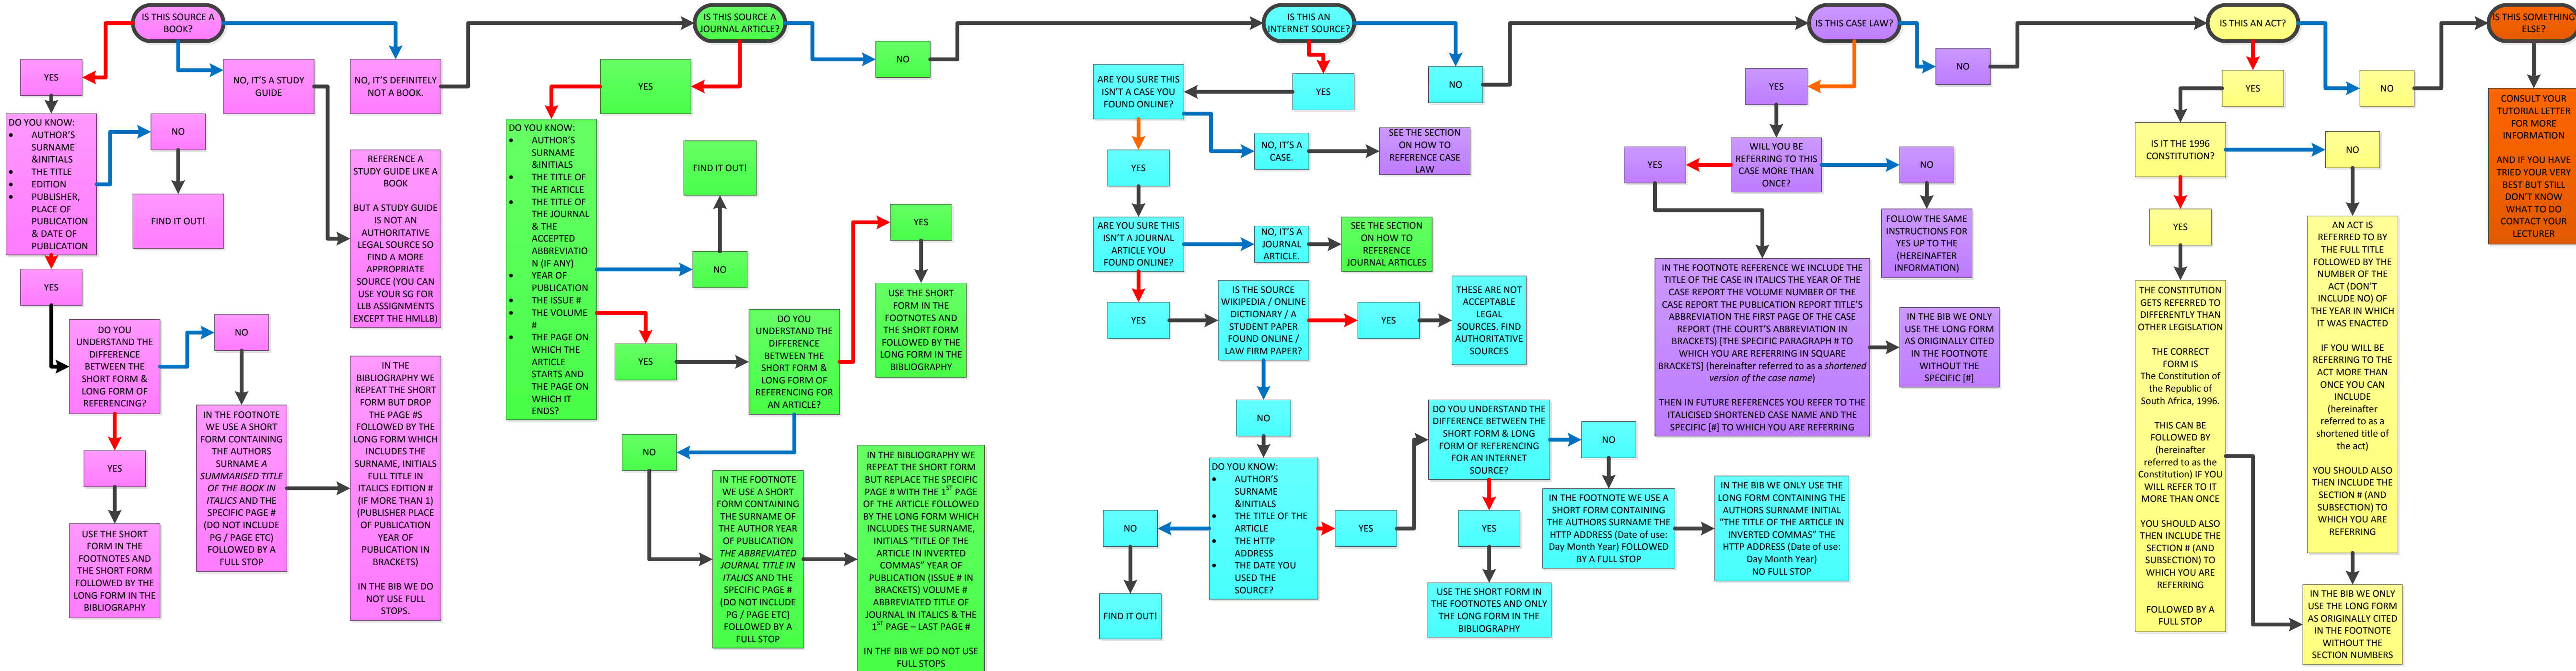 IS THIS SOURCE A
BOOK?
YES
NO, IT'S A STUDY
GUIDE
NO, IT'S DEFINITELY
NOT A BOOK.
DO YOU KNOW:
• AUTHOR'S
SURNAME
&INITIALS
• THE TITLE
• EDITION
• PUBLISHER,
PLACE OF
PUBLICATION
& DATE OF
PUBLICATION
NO
FIND IT OUT!
REFERENCE A
STUDY GUIDE LIKE A
BOOK
BUT A STUDY GUIDE
IS NOT AN
AUTHORITATIVE
LEGAL SOURCE SO
FIND A MORE
APPROPRIATE
SOURCE (YOU CAN
USE YOUR SG FOR
LLB ASSIGNMENTS
EXCEPT THE HMLLB)
YES
DO YOU
UNDERSTAND THE
DIFFERENCE
BETWEEN THE
SHORT FORM &
LONG FORM OF
REFERENCING?
NO
YES
USE THE SHORT
FORM IN THE
FOOTNOTES AND
THE SHORT FORM
FOLLOWED BY THE
LONG FORM IN THE
BIBLIOGRAPHY
IN THE FOOTNOTE
WE USE A SHORT
FORM CONTAINING
THE AUTHORS
SURNAME A
SUMMARISED TITLE
OF THE BOOK IN
ITALICS AND THE
SPECIFIC PAGE #
(DO NOT INCLUDE
PG / PAGE ETC)
FOLLOWED BY A
FULL STOP
IN THE
BIBLIOGRAPHY WE
REPEAT THE SHORT
FORM BUT DROP
THE PAGE #S
FOLLOWED BY THE
LONG FORM WHICH
INCLUDES THE
SURNAME, INITIALS
FULL TITLE IN
ITALICS EDITION #
(IF MORE THAN 1)
(PUBLISHER PLACE
OF PUBLICATION
YEAR OF
PUBLICATION IN
BRACKETS)
IN THE BIB WE DO
NOT USE FULL
STOPS.
IS THIS SOURCE A
JOURNAL ARTICLE?
YES
NO
DO YOU KNOW:
• AUTHOR'S
SURNAME
&INITIALS
• THE TITLE OF
THE ARTICLE
• THE TITLE OF
THE JOURNAL
& THE
ACCEPTED
ABBREVIATIO
N (IF ANY)
• YEAR OF
PUBLICATION
• THE ISSUE #
• THE VOLUME
#
• THE PAGE ON
WHICH THE
ARTICLE
STARTS AND
THE PAGE ON
WHICH IT
ENDS?
FIND IT OUT!
NO
YES
DO YOU
UNDERSTAND THE
DIFFERENCE
BETWEEN THE
SHORT FORM &
LONG FORM OF
REFERENCING FOR
AN ARTICLE?
YES
USE THE SHORT
FORM IN THE
FOOTNOTES AND
THE SHORT FORM
FOLLOWED BY THE
LONG FORM IN THE
BIBLIOGRAPHY
NO
IN THE FOOTNOTE
WE USE A SHORT
FORM CONTAINING
THE SURNAME OF
THE AUTHOR YEAR
OF PUBLICATION
THE ABBREVIATED
JOURNAL TITLE IN
ITALICS AND THE
SPECIFIC PAGE #
(DO NOT INCLUDE
PG / PAGE ETC)
FOLLOWED BY A
FULL STOP
IN THE BIBLIOGRAPHY WE
REPEAT THE SHORT FORM
BUT REPLACE THE SPECIFIC
PAGE # WITH THE 1ST PAGE
OF THE ARTICLE FOLLOWED
BY THE LONG FORM WHICH
INCLUDES THE SURNAME,
INITIALS "TITLE OF THE
ARTICLE IN INVERTED
COMMAS" YEAR OF
PUBLICATION (ISSUE # IN
BRACKETS) VOLUME #
ABBREVIATED TITLE OF
JOURNAL IN ITALICS & THE
1ST PAGE – LAST PAGE #
IN THE BIB WE DO NOT USE
FULL STOPS
IS THIS AN
INTERNET SOURCE?
YES
NO
ARE YOU SURE THIS
ISN'T A CASE YOU
FOUND ONLINE?
NO, IT'S A
CASE.
SEE THE SECTION
ON HOW TO
REFERENCE CASE
LAW
YES
ARE YOU SURE THIS
ISN'T A JOURNAL
ARTICLE YOU
FOUND ONLINE?
NO, IT'S A
JOURNAL
ARTICLE.
SEE THE SECTION
ON HOW TO
REFERENCE
JOURNAL ARTICLES
YES
IS THE SOURCE
WIKIPEDIA / ONLINE
DICTIONARY / A
STUDENT PAPER
FOUND ONLINE /
LAW FIRM PAPER?
YES
THESE ARE NOT
ACCEPTABLE
LEGAL
SOURCES. FIND
AUTHORITATIVE
SOURCES
NO
DO YOU KNOW:
• AUTHOR'S
SURNAME
&INITIALS
• THE TITLE OF THE
ARTICLE
• THE HTTP
ADDRESS
• THE DATE YOU
USED THE
SOURCE?
NO
FIND IT OUT!
YES
DO YOU UNDERSTAND THE
DIFFERENCE BETWEEN THE
SHORT FORM & LONG
FORM OF REFERENCING
FOR AN INTERNET
SOURCE?
NO
YES
USE THE SHORT FORM IN
THE FOOTNOTES AND ONLY
THE LONG FORM IN THE
BIBLIOGRAPHY
IN THE FOOTNOTE WE USE A
SHORT FORM CONTAINING
THE AUTHORS SURNAME THE
HTTP ADDRESS (Date of use:
Day Month Year) FOLLOWED
BY A FULL STOP
IN THE BIB WE ONLY USE THE
LONG FORM CONTAINING THE
AUTHORS SURNAME INITIAL
"THE TITLE OF THE ARTICLE IN
INVERTED COMMAS" THE
HTTP ADDRESS (Date of use:
Day Month Year)
NO FULL STOP
IS THIS CASE LAW?
YES
NO
WILL YOU BE
REFERRING TO THIS
CASE MORE THAN
ONCE?
YES
NO
FOLLOW THE SAME
INSTRUCTIONS FOR
YES UP TO THE
(HEREINAFTER
INFORMATION)
IN THE FOOTNOTE REFERENCE WE INCLUDE THE
TITLE OF THE CASE IN ITALICS THE YEAR OF THE
CASE REPORT THE VOLUME NUMBER OF THE
CASE REPORT THE PUBLICATION REPORT TITLE'S
ABBREVIATION THE FIRST PAGE OF THE CASE
REPORT (THE COURT'S ABBREVIATION IN
BRACKETS) [THE SPECIFIC PARAGRAPH # TO
WHICH YOU ARE REFERRING IN SQUARE
BRACKETS] (hereinafter referred to as a shortened
version of the case name)
THEN IN FUTURE REFERENCES YOU REFER TO THE
ITALICISED SHORTENED CASE NAME AND THE
SPECIFIC [#] TO WHICH YOU ARE REFERRING
IN THE BIB WE ONLY
USE THE LONG FORM
AS ORIGINALLY CITED
IN THE FOOTNOTE
WITHOUT THE
SPECIFIC [#]
IS THIS AN ACT?
YES
NO
IS IT THE 1996
CONSTITUTION?
NO
YES
THE CONSTITUTION
GETS REFERRED TO
DIFFERENTLY THAN
OTHER LEGISLATION
THE CORRECT
FORM IS
The Constitution of
the Republic of
South Africa, 1996.
THIS CAN BE
FOLLOWED BY
(hereinafter
referred to as the
Constitution) IF YOU
WILL REFER TO IT
MORE THAN ONCE
YOU SHOULD ALSO
THEN INCLUDE THE
SECTION # (AND
SUBSECTION) TO
WHICH YOU ARE
REFERRING
FOLLOWED BY A
FULL STOP
AN ACT IS
REFERRED TO BY
THE FULL TITLE
FOLLOWED BY THE
NUMBER OF THE
ACT (DON'T
INCLUDE NO) OF
THE YEAR IN WHICH
IT WAS ENACTED
IF YOU WILL BE
REFERRING TO THE
ACT MORE THAN
ONCE YOU CAN
INCLUDE
(hereinafter
referred to as a
shortened title of
the act)
YOU SHOULD ALSO
THEN INCLUDE THE
SECTION # (AND
SUBSECTION) TO
WHICH YOU ARE
REFERRING
IN THE BIB WE ONLY
USE THE LONG FORM
AS ORIGINALLY CITED
IN THE FOOTNOTE
WITHOUT THE
SECTION NUMBERS
IS THIS SOMETHING
ELSE?
CONSULT YOUR
TUTORIAL LETTER
FOR MORE
INFORMATION
AND IF YOU HAVE
TRIED YOUR VERY
BEST BUT STILL
DON'T KNOW
WHAT TO DO
CONTACT YOUR
LECTURER